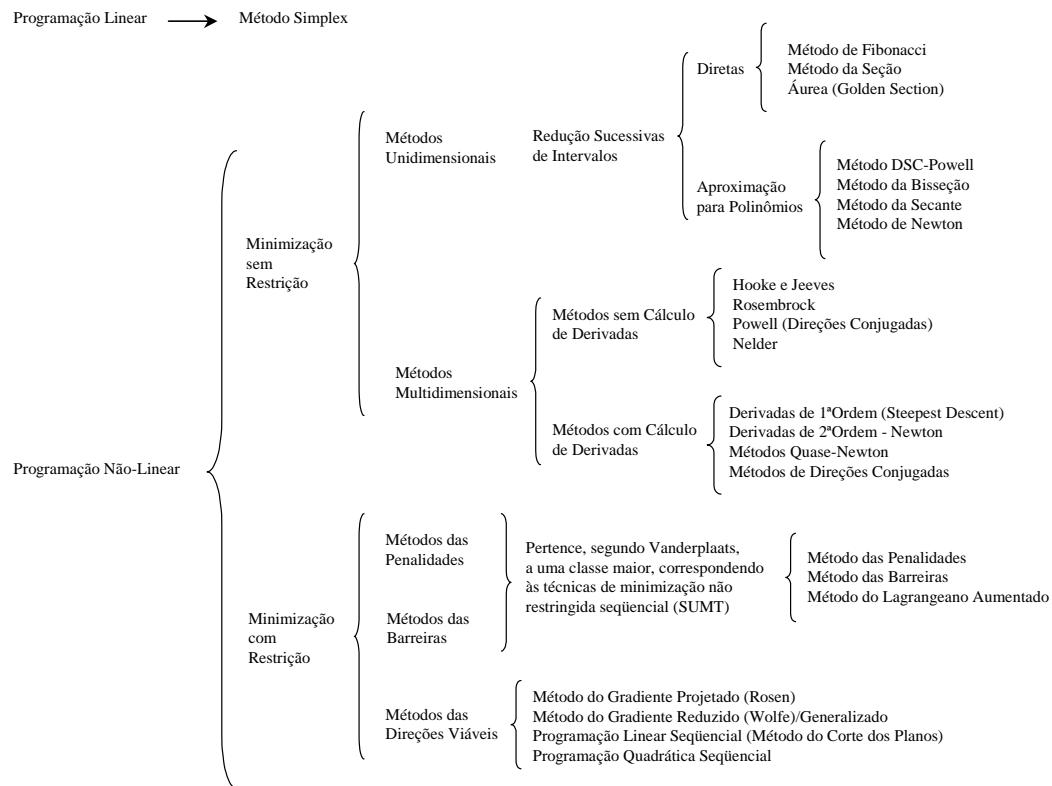 Programação Linear
Método Simplex
Diretas
Método de Fibonacci
Método da Seção
Áurea (Golden Section)
Métodos
Unidimensionais
Redução Sucessivas
de Intervalos
Aproximação
para Polinômios
Método DSC-Powell
Método da Bisseção
Método da Secante
Método de Newton
Minimização
sem
Restrição
Métodos
Multidimensionais
Métodos sem Cálculo
de Derivadas
Hooke e Jeeves
Rosembrock
Powell (Direções Conjugadas)
Nelder
Métodos com Cálculo
de Derivadas
Derivadas de 1ªOrdem (Steepest Descent)
Derivadas de 2ªOrdem - Newton
Métodos Quase-Newton
Métodos de Direções Conjugadas
Programação Não-Linear
Minimização
com
Restrição
Métodos das
Penalidades
Métodos das
Barreiras
Pertence, segundo Vanderplaats,
a uma classe maior, correspondendo
às técnicas de minimização não
restringida seqüencial (SUMT)
Método das Penalidades
Método das Barreiras
Método do Lagrangeano Aumentado
Métodos das
Direções Viáveis
Método do Gradiente Projetado (Rosen)
Método do Gradiente Reduzido (Wolfe)/Generalizado
Programação Linear Seqüencial (Método do Corte dos Planos)
Programação Quadrática Seqüencial